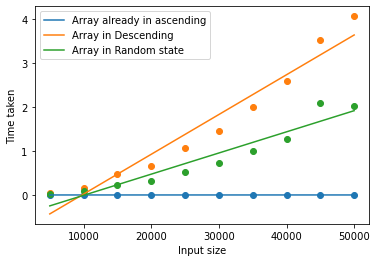 Array already in ascending
Array in Descending
Array in Random state
4
3
2
1
0
Time taken
10000 20000 30000 40000 50000
Input size